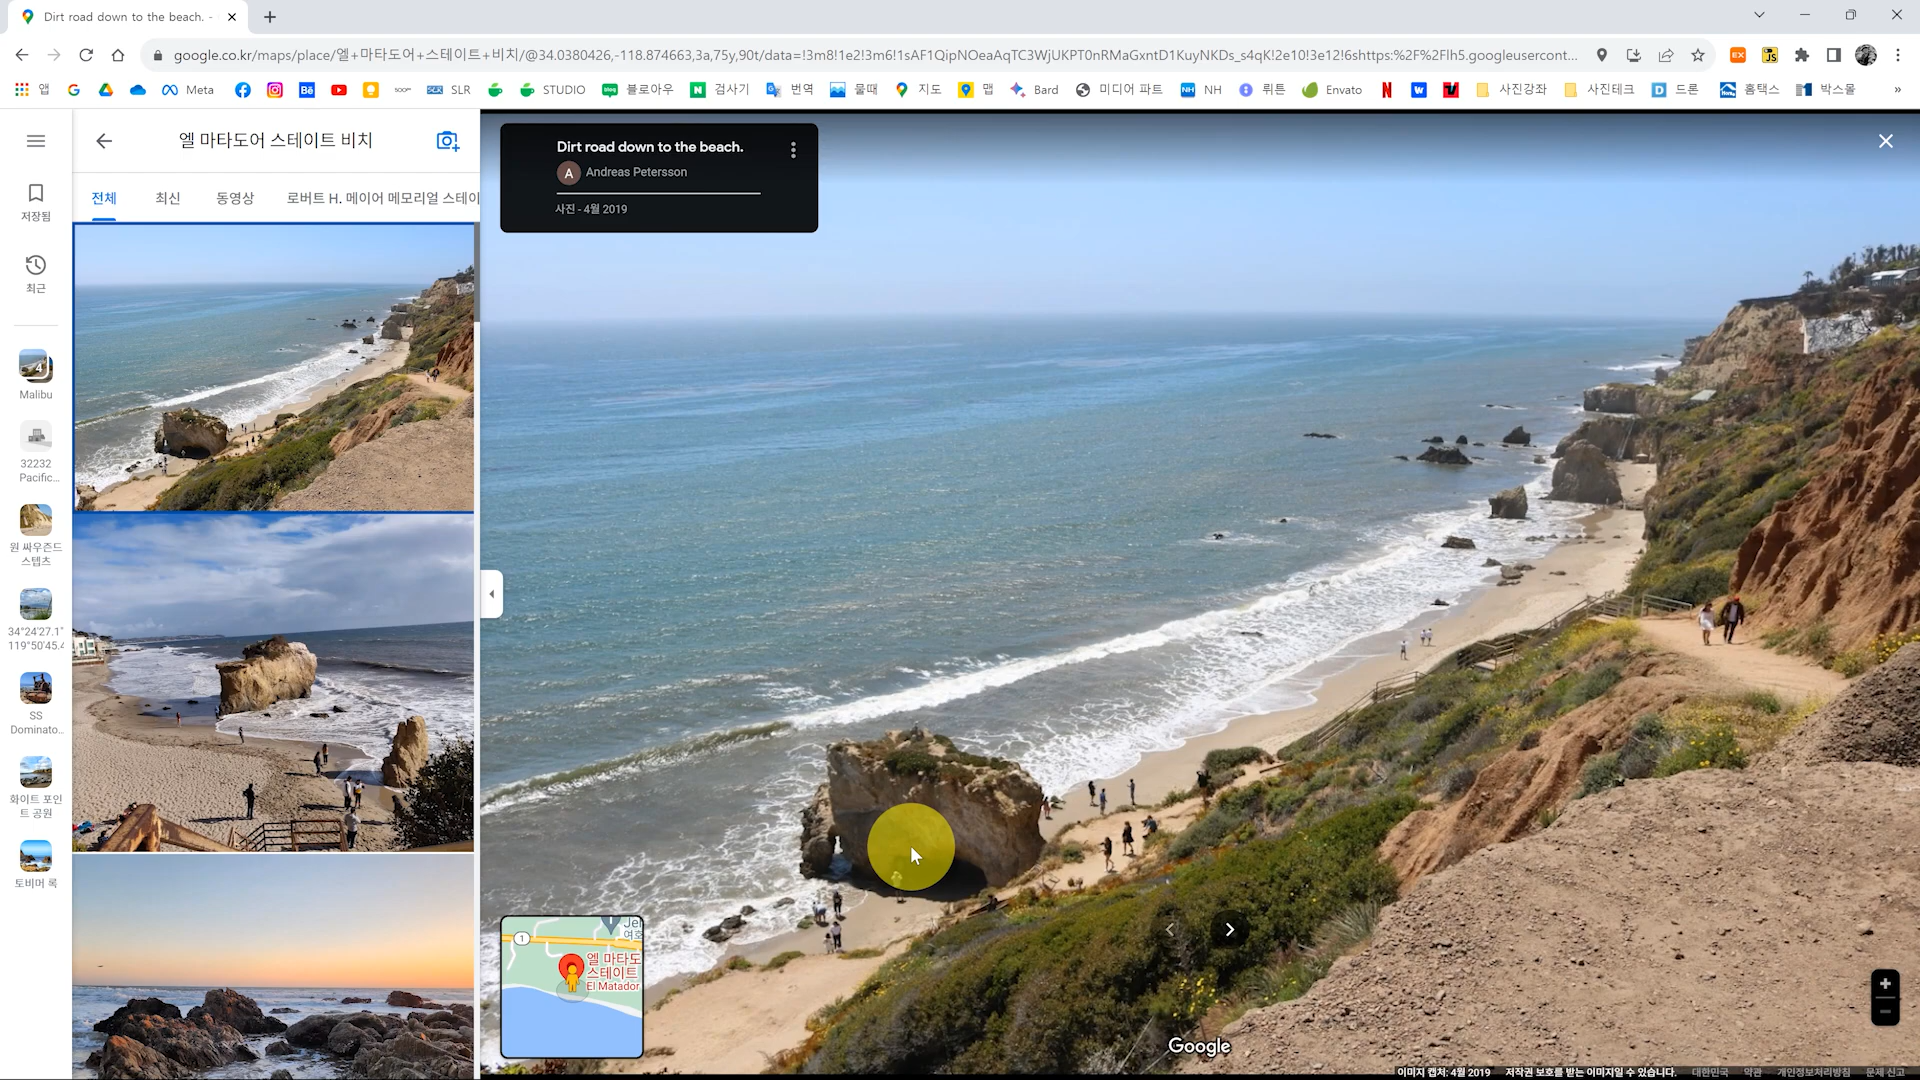 Dirt road down to the beach. -
google.co.kr/maps/place/엘+마타도어+스테이트+비치/@34.0380426,-118.874663,3a,75y,90t/data=!3m8!1e2!3m6!1sAF1QipNOeaAqTC3WjUKPT0nRMaGxntD1KuyNKDs_s4qK!2e10!3e12!6shttps:%2F%2Flh5.googleusercont...
앱
Meta
SLR
STUDIO
블로아우
검사기
번역
물때
지도
맵
Bard
미디어 파트
NH
뤼튼
Envato
사진강좌
사진테크
드론
홈택스
박스몰
»
엘 마타도어 스테이트 비치
전체
최신
동영상
로버트 H. 메이어 메모리얼 스테이
저장됨
최근
4
Malibu
32232
Pacific...
원 싸우즌드
스텝츠
34°24'27.1"
119°50'45.4
SS
Dominato...
화이트 포인
트 공원
토비머 록
Dirt road down to the beach.
A
Andreas Petersson
사진 - 4월 2019
1
엘 마타도
스테이트
El Matador
Google
이미지 캡처: 4월 2019
저작권 보호를 받는 이미지일 수 있습니다.
대한민국
약관
개인정보처리방침
문제 신고